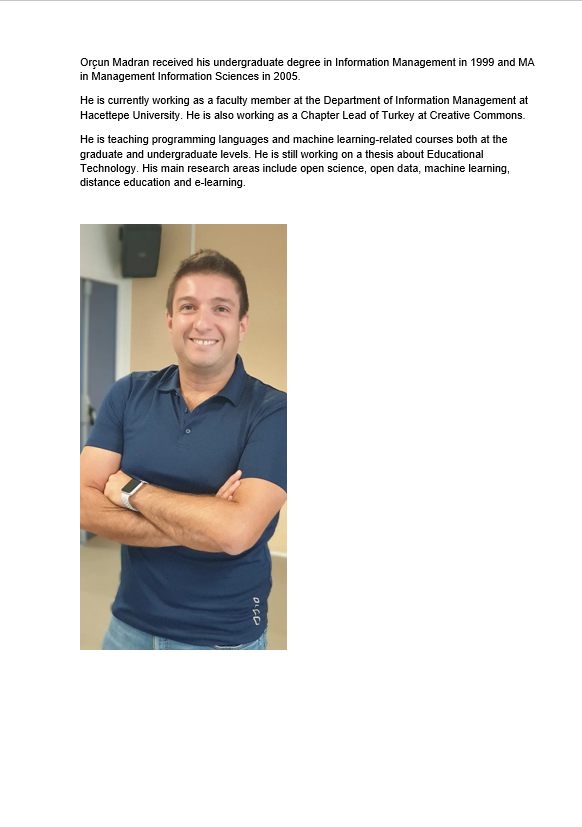 Orçun Madran received his undergraduate degree in Information Management in 1999 and MA
in Management Information Sciences in 2005.
He is currently working as a faculty member at the Department of Information Management at
Hacettepe University. He is also working as a Chapter Lead of Turkey at Creative Commons.
He is teaching programming languages and machine learning-related courses both at the
graduate and undergraduate levels. He is still working on a thesis about Educational
Technology. His main research areas include open science, open data, machine learning,
distance education and e-learning.